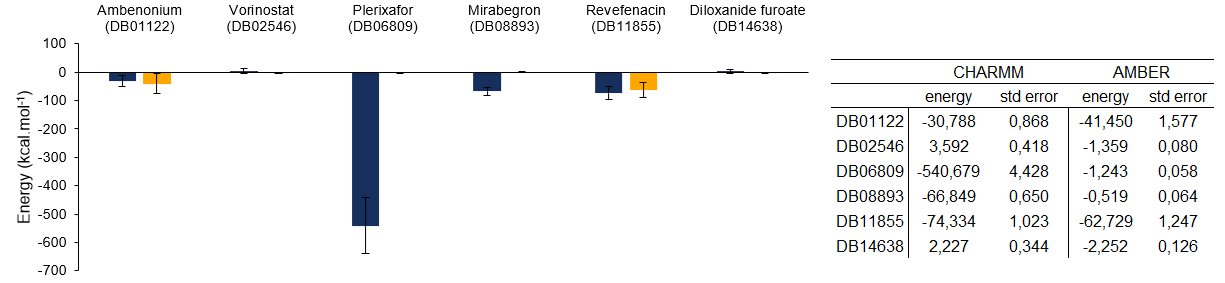 Ambenonium Vorinostat Plerixafor Mirabegron Revefenacin Diloxanide furoate
(DB01122) (DB02546) (DB06809) (DB08893) (DB11855) (DB14638)
Energy (kcal.mol-1)
100
0
-100
-200
-300
-400
-500
-600
-700
CHARMM AMBER
energy std error energy std error
DB01122 -30,788 0,868 -41,450 1,577
DB02546 3,592 0,418 -1,359 0,080
DB06809 -540,679 4,428 -1,243 0,058
DB08893 -66,849 0,650 -0,519 0,064
DB11855 -74,334 1,023 -62,729 1,247
DB14638 2,227 0,344 -2,252 0,126